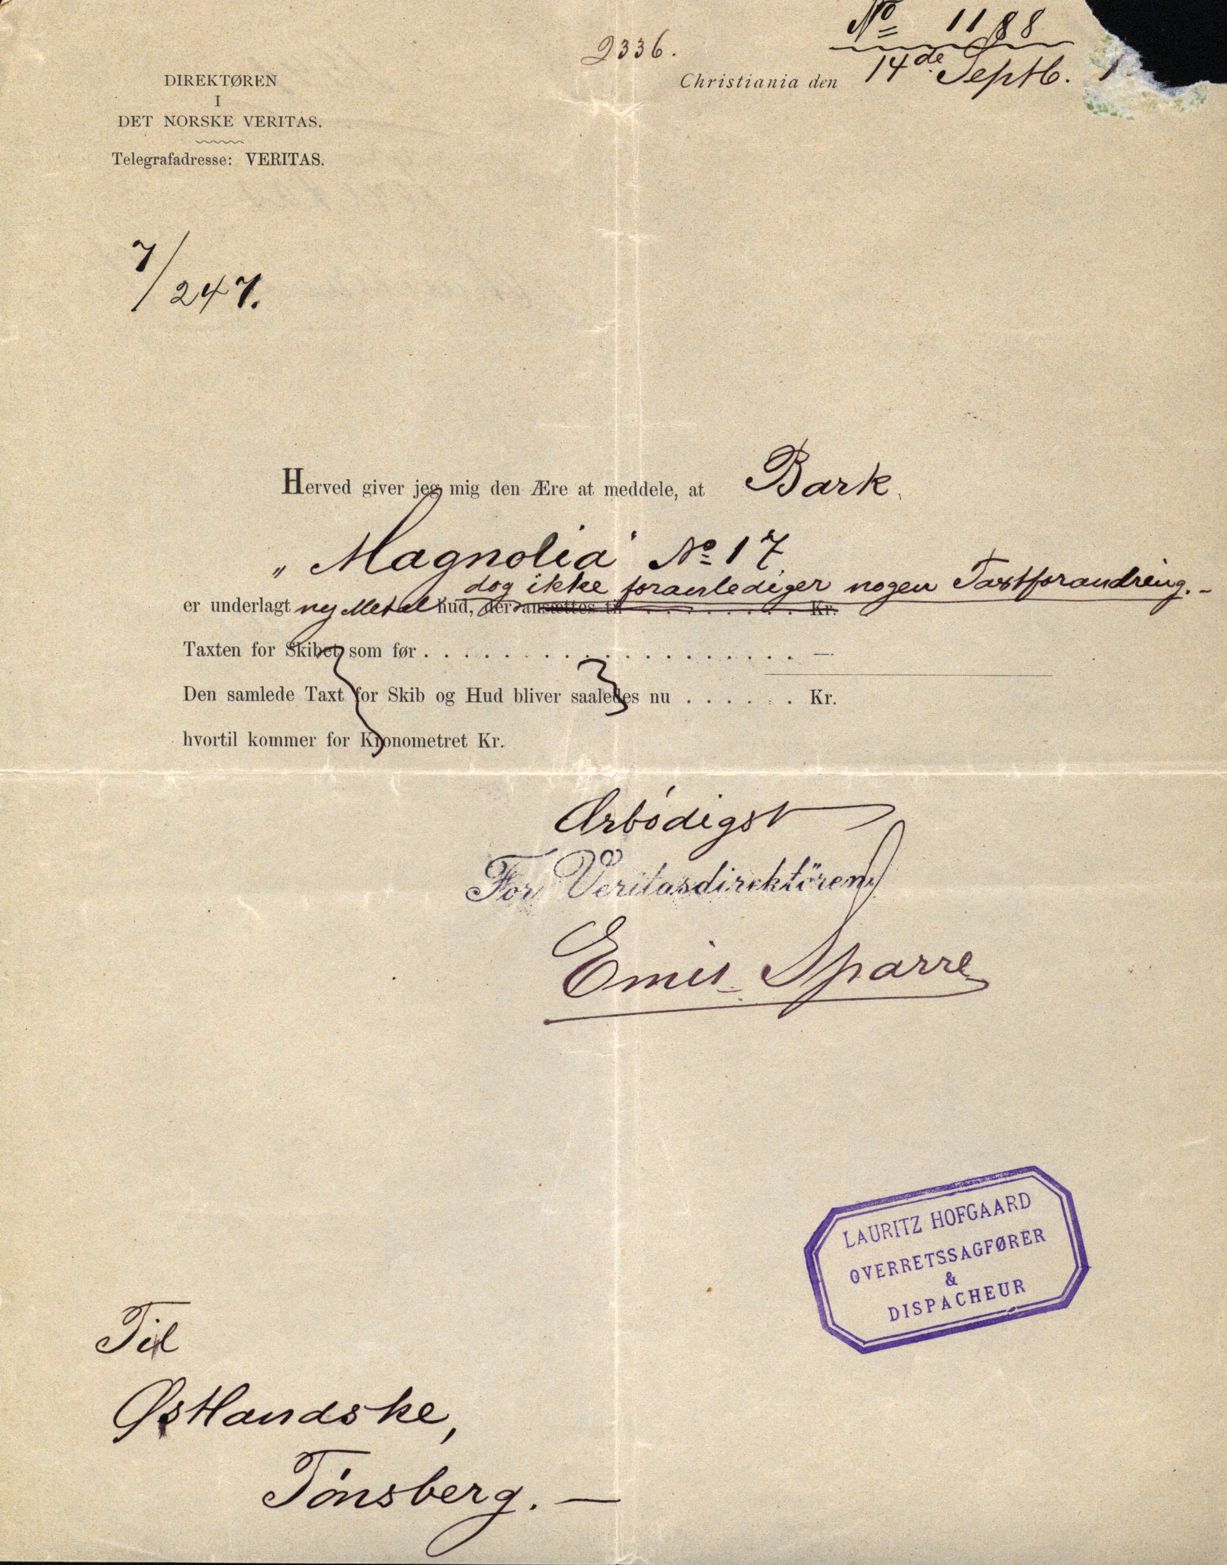 No 1188
2336.
Christiania den 14de Septb. 1
DIREKTØREN
I
DET NORSKE VERITAS.
Telegrafadresse: VERITAS.
7/247.
Herved giver jeg mig den Ære at meddele, at Bark
„Magnolia" No 17
dog ikke foranlediger nogen Taxtforandring.-
er underlagt ny Metal hud, der ansættes til . . . . . . . . Kr.
Taxten for Skibet som før . . . . . . . . . . . . . . . . . . . —
Den samlede Taxt for Skib og Hud bliver saaledes nu . . . . . . Kr.
hvortil kommer for Kronometret Kr.
Ærbødigst
For Veritasdirektören
Emil Sparre
LAURITZ HOFGAARD
OVERRETSSAGFØRER
&
DISPACHEUR
Til
Østlandske,
Tónsberg. —